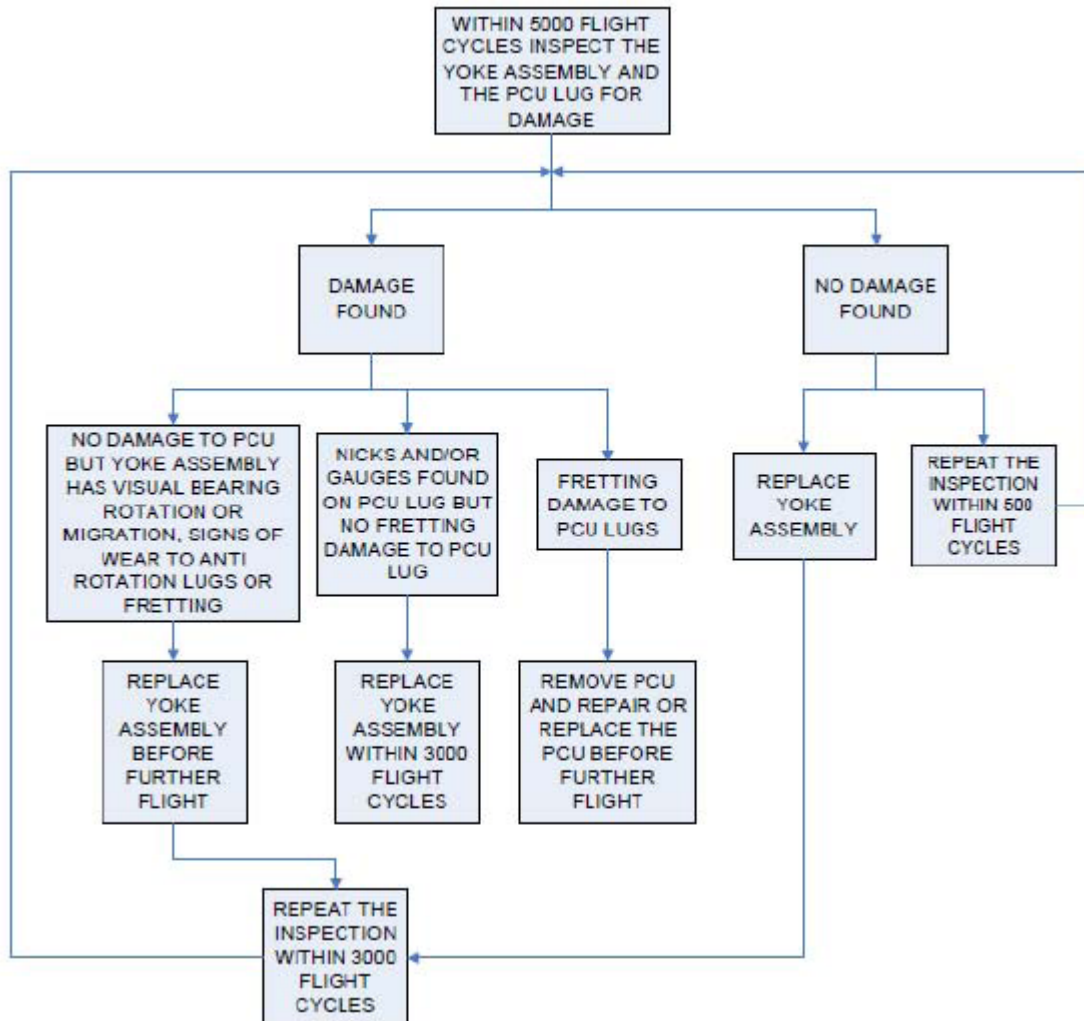 WITHIN 5000 FLIGHT
CYCLES INSPECT THE
YOKE ASSEMBLY AND
THE PCU LUG FOR
DAMAGE
DAMAGE
FOUND
NO DAMAGE
FOUND
NO DAMAGE TO PCU
BUT YOKE ASSEMBLY
HAS VISUAL BEARING
ROTATION OR
MIGRATION, SIGNS OF
WEAR TO ANTI
ROTATION LUGS OR
FRETTING
NICKS AND/OR
GAUGES FOUND
ON PCU LUG BUT
NO FRETTING
DAMAGE TO PCU
LUG
FRETTING
DAMAGE TO
PCU LUGS
REPLACE
YOKE
ASSEMBLY
REPEAT THE
INSPECTION
WITHIN 500
FLIGHT
CYCLES
REPLACE
YOKE
ASSEMBLY
BEFORE
FURTHER
FLIGHT
REPLACE
YOKE
ASSEMBLY
WITHIN 3000
FLIGHT
CYCLES
REMOVE PCU
AND REPAIR OR
REPLACE THE
PCU BEFORE
FURTHER
FLIGHT
REPEAT THE
INSPECTION
WITHIN 3000
FLIGHT
CYCLES